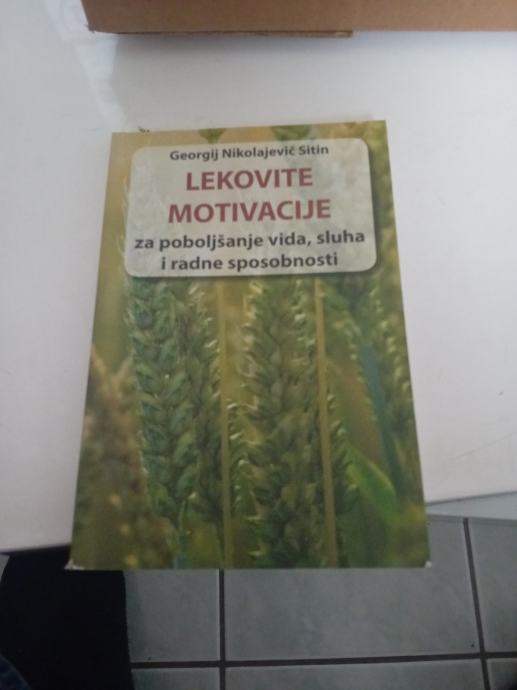 Georgij Nikolajevič Sitin
LEKOVITE
MOTIVACIJE
za poboljšanje vida, sluha
i radne sposobnosti